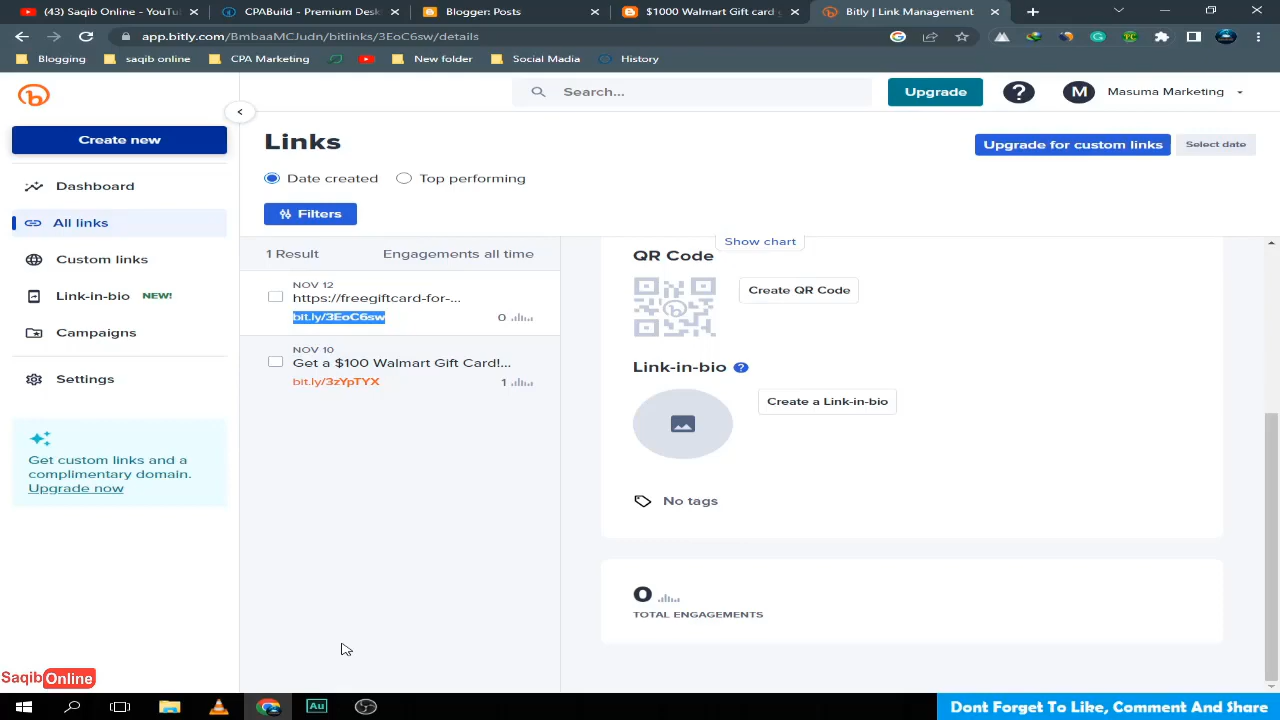 (43) Saqib Online - YouTu
CPABuild - Premium Desk
Blogger: Posts
$1000 Walmart Gift card g
Bitly | Link Management
app.bitly.com/BmbaaMCJudn/bitlinks/3EoC6sw/details
Blogging
saqib online
CPA Marketing
New folder
Social Madia
History
Search...
Upgrade
?
M
Masuma Marketing
Create new
Links
Upgrade for custom links
Select date
Dashboard
Date created
Top performing
All links
Filters
Custom links
1 Result
Engagements all time
Show chart
QR Code
Link-in-bio NEW!
NOV 12
https://freegiftcard-for-...
bit.ly/3EoC6sw
0
Create QR Code
Campaigns
NOV 10
Get a $100 Walmart Gift Card!...
bit.ly/3zYpTYX
1
Link-in-bio ?
Settings
Create a Link-in-bio
Get custom links and a
complimentary domain.
Upgrade now
No tags
0
TOTAL ENGAGEMENTS
Saqib Online
Au
Dont Forget To Like, Comment And Share